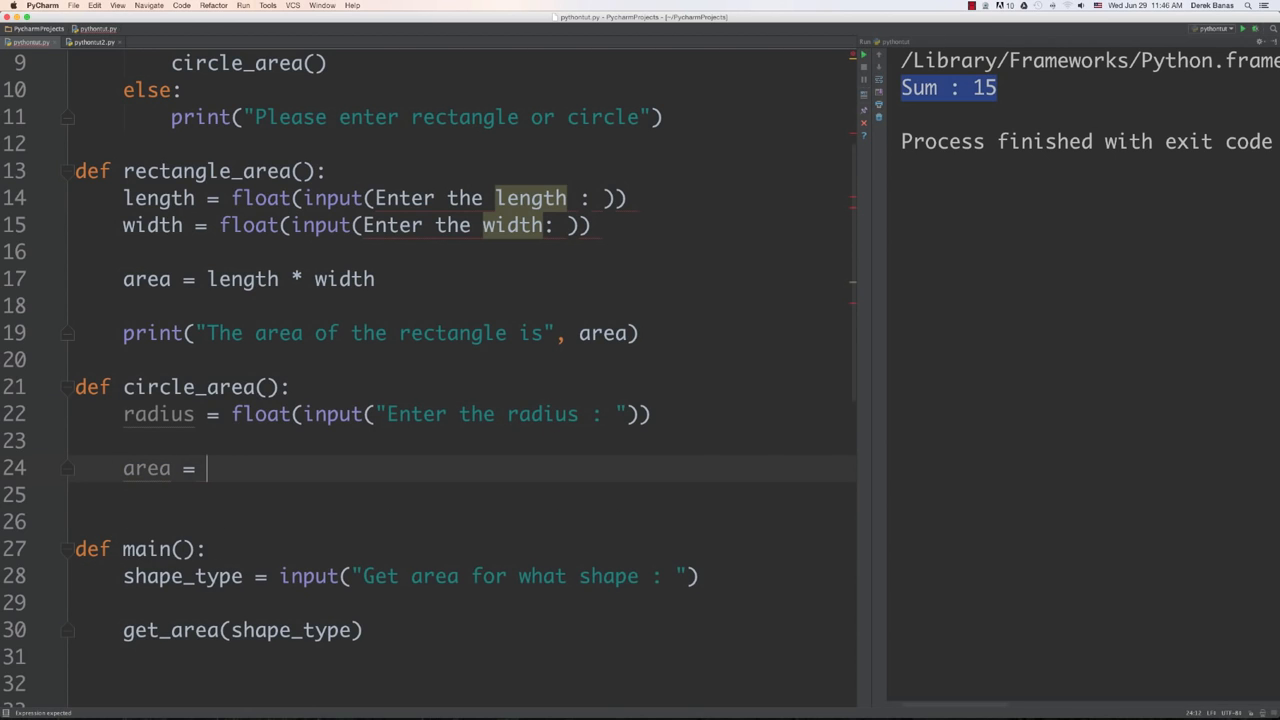 PyCharm File Edit View Navigate Code Refactor Run Tools VCS Window Help Wed Jun 29 11:46 AM Derek Banas
pythontut.py - PycharmProjects - [~/PycharmProjects]
PycharmProjects pythontut.py pythontut
pythontut.py pythontut2.py Run: pythontut
9 circle_area()
10 else:
11 print("Please enter rectangle or circle")
12
13 def rectangle_area():
14 length = float(input(Enter the length : ))
15 width = float(input(Enter the width: ))
16
17 area = length * width
18
19 print("The area of the rectangle is", area)
20
21 def circle_area():
22 radius = float(input("Enter the radius : "))
23
24 area =
25
26
27 def main():
28 shape_type = input("Get area for what shape : ")
29
30 get_area(shape_type)
31
32
/Library/Frameworks/Python.frame
Sum : 15
Process finished with exit code
Expression expected 24:12 LF UTF-8